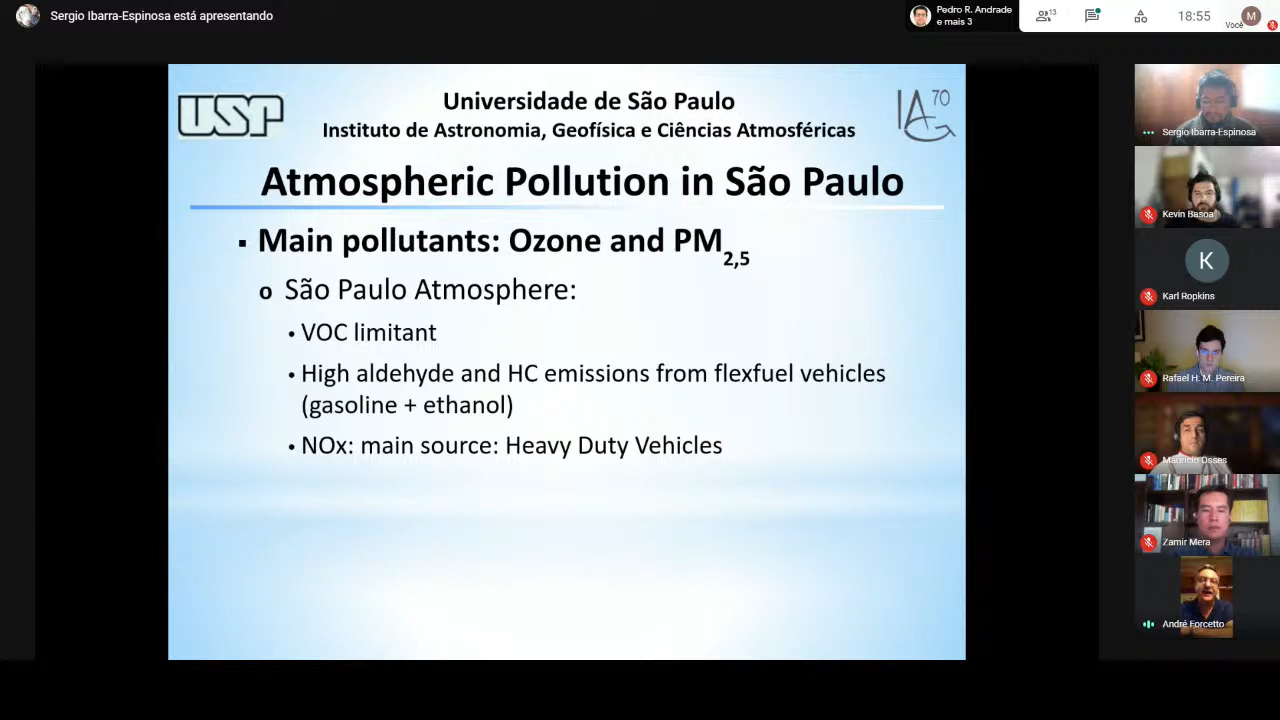 Sergio Ibarra-Espinosa está apresentando
Pedro R. Andrade
e mais 3
13
18:55
Você
M
USP
Universidade de São Paulo
Instituto de Astronomia, Geofísica e Ciências Atmosféricas
IAG 70
Atmospheric Pollution in São Paulo
▪ Main pollutants: Ozone and PM2,5
o São Paulo Atmosphere:
• VOC limitant
• High aldehyde and HC emissions from flexfuel vehicles
(gasoline + ethanol)
• NOx: main source: Heavy Duty Vehicles
Sergio Ibarra-Espinosa
Kevin Basoa
K
Karl Ropkins
Rafael H. M. Pereira
Mauricio Osses
Zamir Mera
André Forcetto